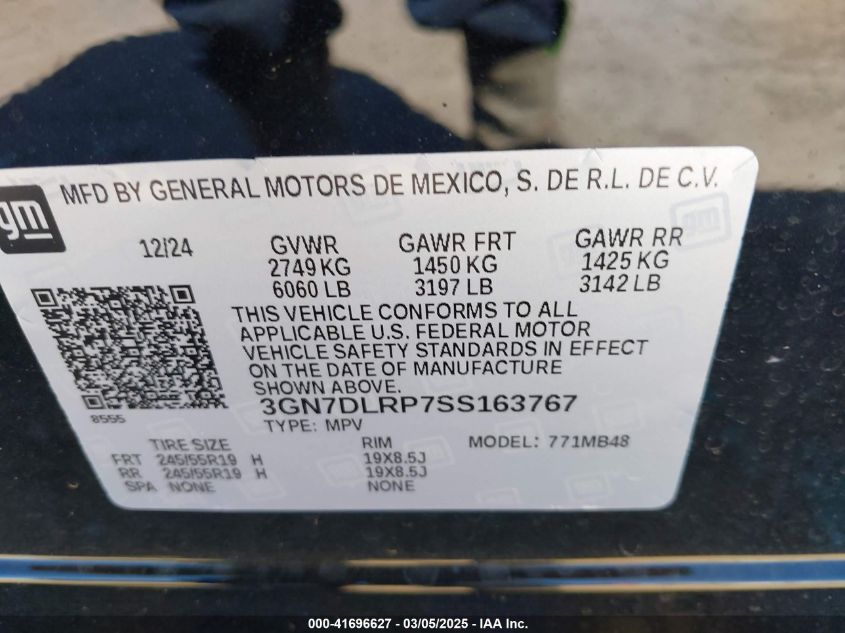 gm
MFD BY GENERAL MOTORS DE MEXICO, S. DE R.L. DE C.V.
12/24 GVWR GAWR FRT GAWR RR
2749 KG 1450 KG 1425 KG
6060 LB 3197 LB 3142 LB
THIS VEHICLE CONFORMS TO ALL
APPLICABLE U.S. FEDERAL MOTOR
VEHICLE SAFETY STANDARDS IN EFFECT
ON THE DATE OF MANUFACTURE
SHOWN ABOVE.
3GN7DLRP7SS163767
8555
TYPE: MPV
TIRE SIZE RIM MODEL: 771MB48
FRT 245/55R19 H 19X8.5J
RR 245/55R19 H 19X8.5J
SPA NONE NONE
000-41696627 — 03/05/2025 — IAA Inc.